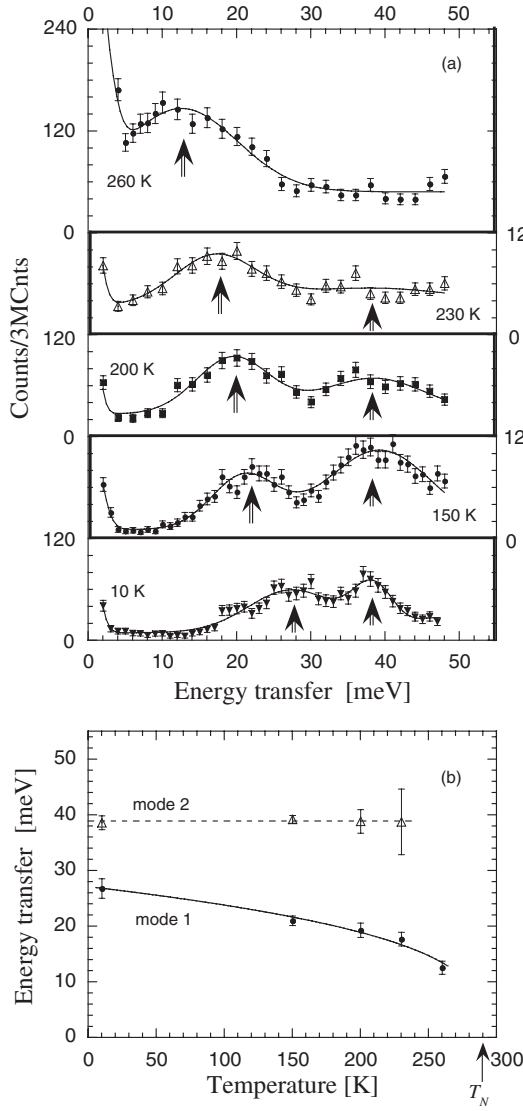 0 10 20 30 40 50
240
(a)
120
260 K
0 12
230 K
120
200 K
0 12
150 K
120 0
10 K
0
0 10 20 30 40 50
Counts/3MCnts
Energy transfer [meV]
50
(b)
40
mode 2
30
20
mode 1
10
0
0 50 100 150 200 250 300
Energy transfer [meV]
Temperature [K]
T_N